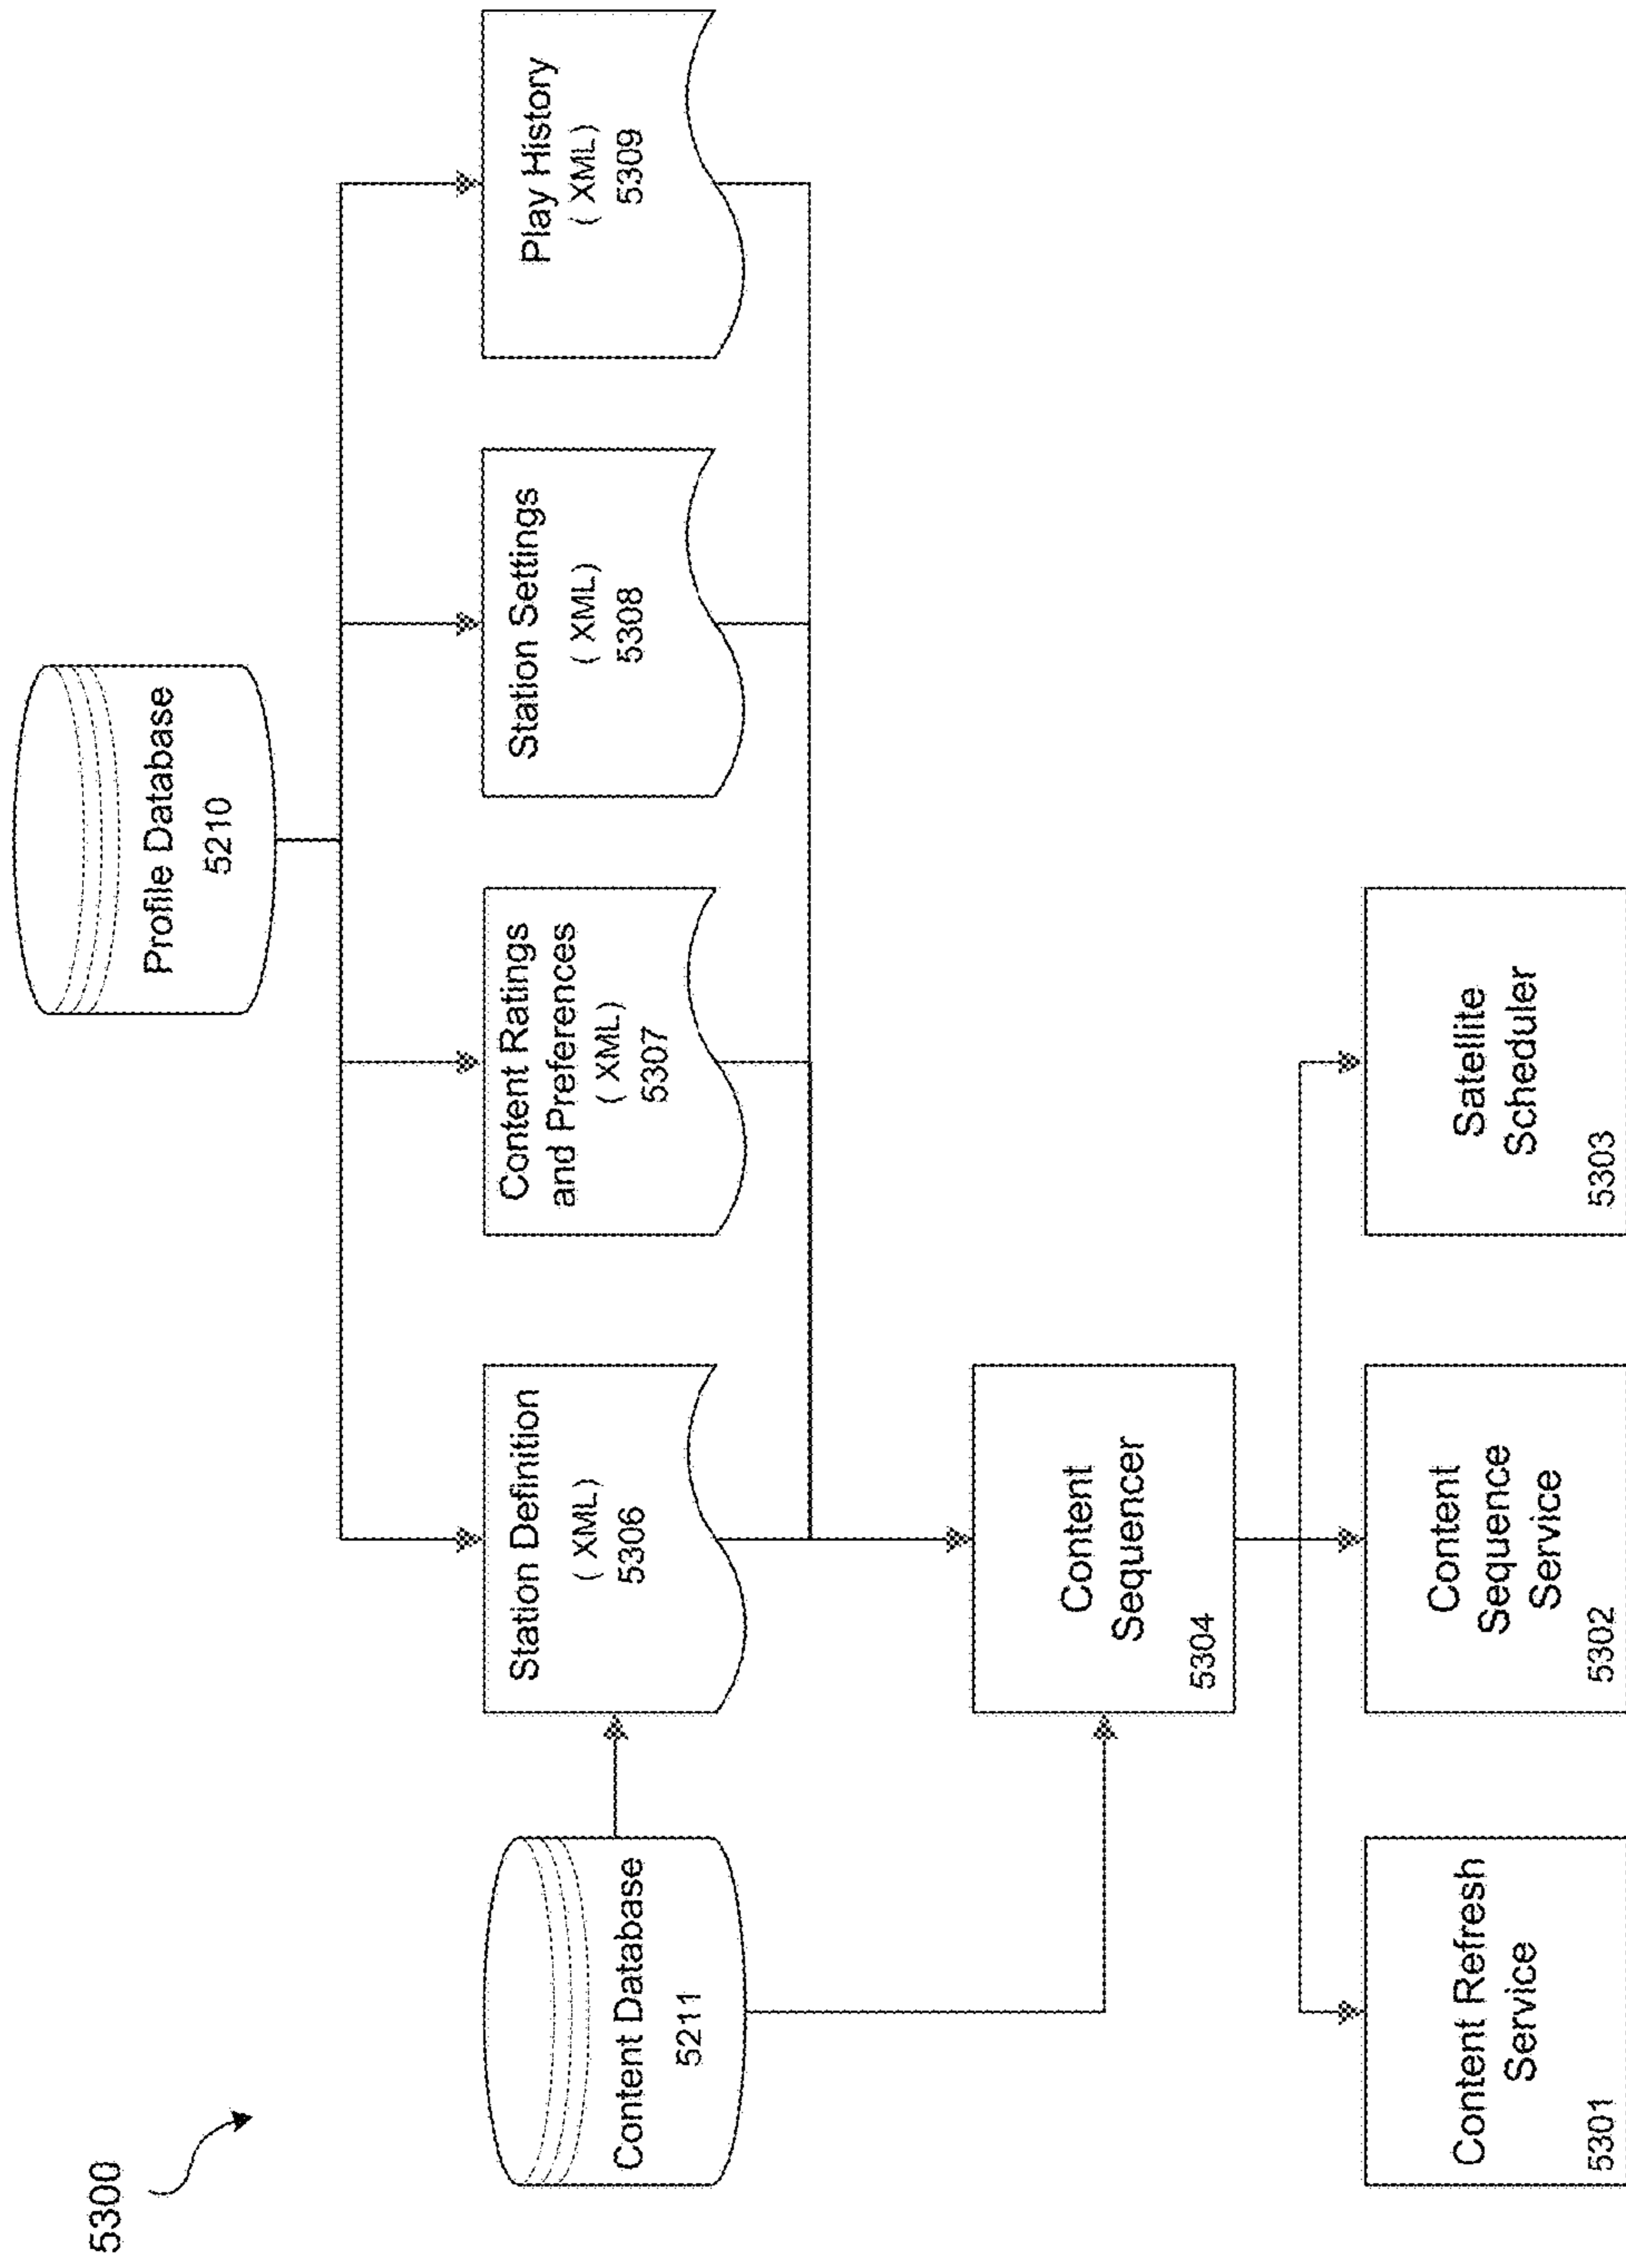 5300
Profile Database
5210
Content Database
5211
Station Definition
( XML)
5306
Content Ratings
and Preferences
( XML)
5307
Station Settings
( XML)
5308
Play History
( XML)
5309
Content
Sequencer
5304
Content Refresh
Service
5301
Content
Sequence
Service
5302
Satellite
Scheduler
5303